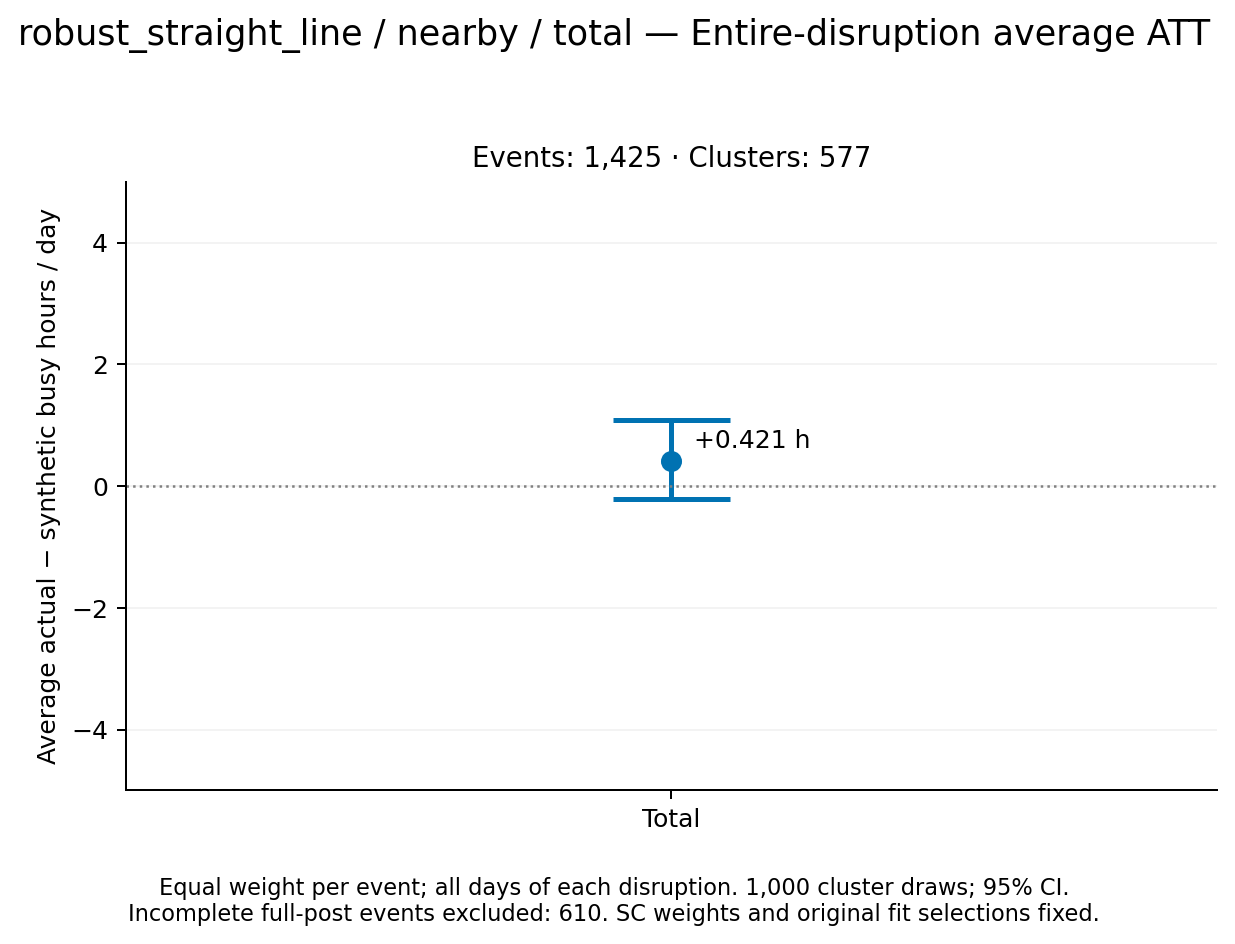 robust_straight_line / nearby / total — Entire-disruption average ATT
Events: 1,425 · Clusters: 577
Average actual − synthetic busy hours / day
4
2
0
−2
−4
+0.421 h
Total
Equal weight per event; all days of each disruption. 1,000 cluster draws; 95% CI.
Incomplete full-post events excluded: 610. SC weights and original fit selections fixed.